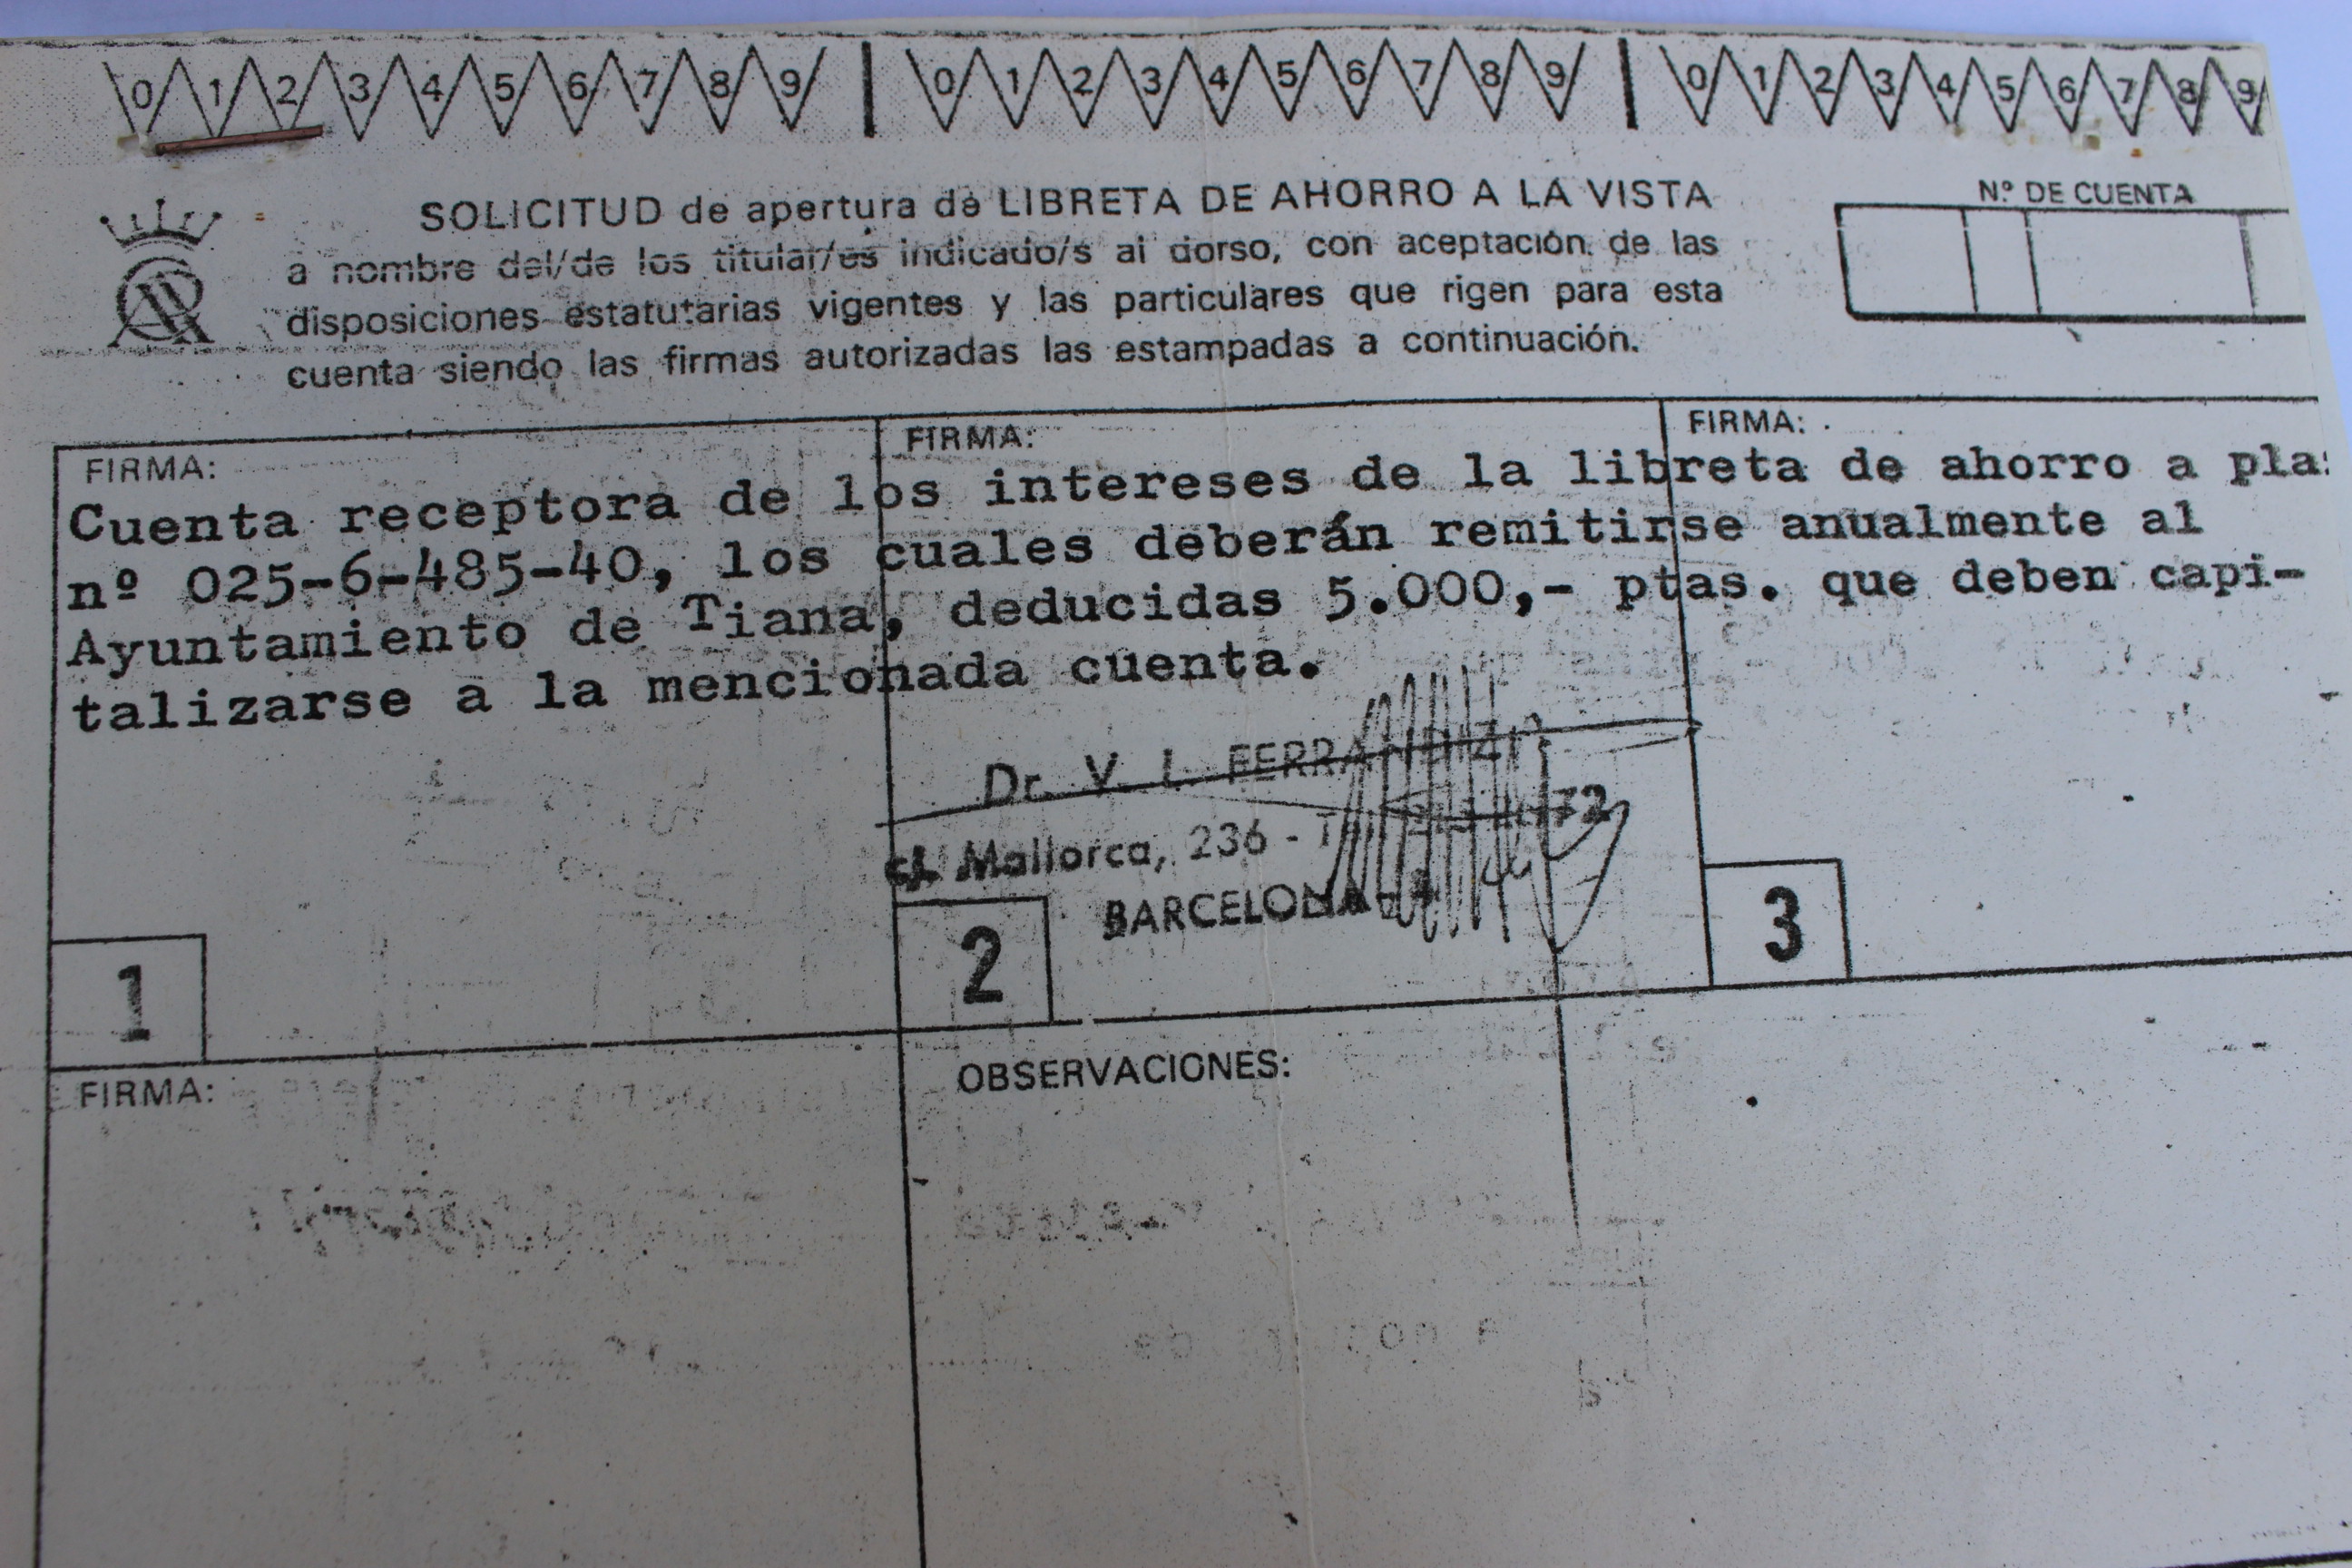 0 1 2 3 4 5 6 7 8 9 0 1 2 3 4 5 6 7 8 9 0 1 2 3 4 5 6 7 8 9
SOLICITUD de apertura de LIBRETA DE AHORRO A LA VISTA
a nombre del/de los titular/es indicado/s al dorso, con aceptación de las
disposiciones estatutarias vigentes y las particulares que rigen para esta
cuenta siendo las firmas autorizadas las estampadas a continuación.
Nº DE CUENTA
FIRMA: FIRMA: FIRMA:
Cuenta receptora de los intereses de la libreta de ahorro a pla
nº 025-6-485-40, los cuales deberán remitirse anualmente al
Ayuntamiento de Tiana, deducidas 5.000,- ptas. que deben capi-
talizarse a la mencionada cuenta.
Dr. V. L.
Mallorca, 236 -
BARCELONA
1 2 3
FIRMA:
OBSERVACIONES: